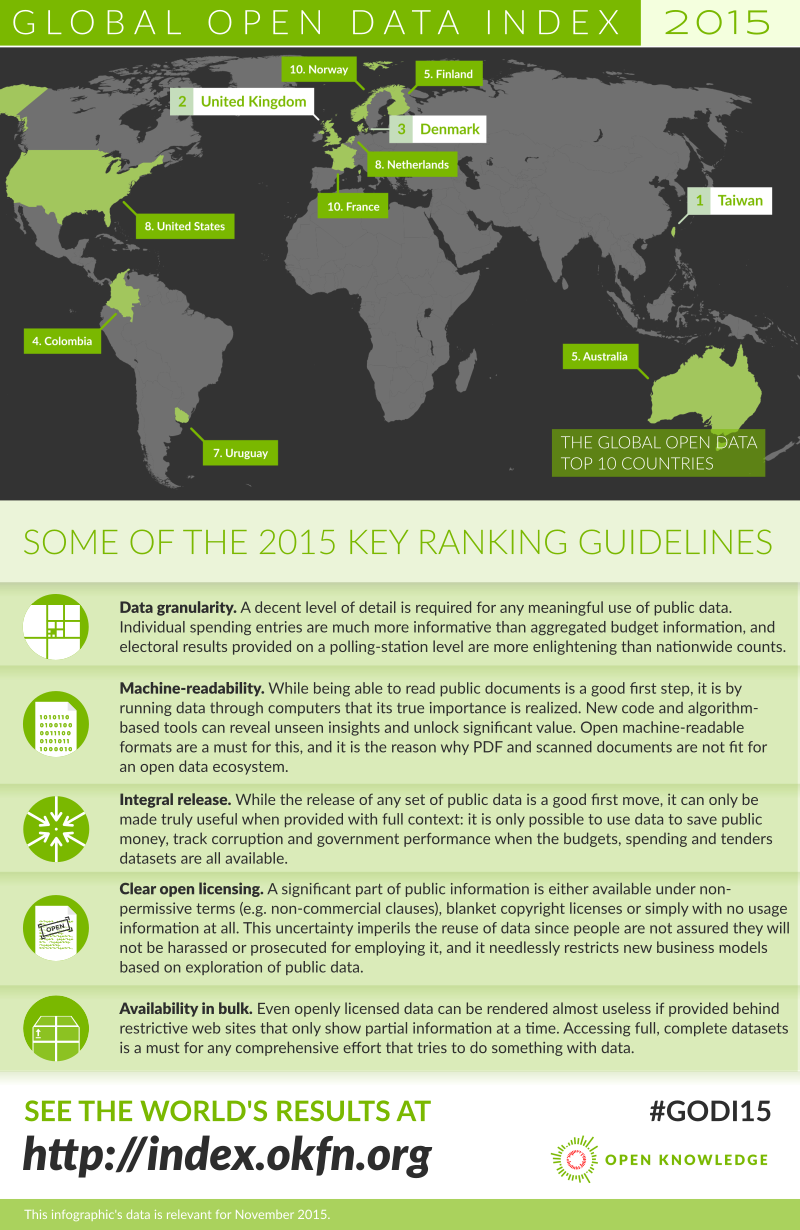 GLOBAL OPEN DATA INDEX 2015
10. Norway
5. Finland
2 United Kingdom
3 Denmark
8. Netherlands
10. France
1 Taiwan
8. United States
4. Colombia
5. Australia
7. Uruguay
THE GLOBAL OPEN DATA
TOP 10 COUNTRIES
SOME OF THE 2015 KEY RANKING GUIDELINES
Data granularity. A decent level of detail is required for any meaningful use of public data.
Individual spending entries are much more informative than aggregated budget information, and
electoral results provided on a polling-station level are more enlightening than nationwide counts.
1010110
0100100
0011100
0101011
1000010
Machine-readability. While being able to read public documents is a good first step, it is by
running data through computers that its true importance is realized. New code and algorithm-
based tools can reveal unseen insights and unlock significant value. Open machine-readable
formats are a must for this, and it is the reason why PDF and scanned documents are not fit for
an open data ecosystem.
Integral release. While the release of any set of public data is a good first move, it can only be
made truly useful when provided with full context: it is only possible to use data to save public
money, track corruption and government performance when the budgets, spending and tenders
datasets are all available.
OPEN
Clear open licensing. A significant part of public information is either available under non-
permissive terms (e.g. non-commercial clauses), blanket copyright licenses or simply with no usage
information at all. This uncertainty imperils the reuse of data since people are not assured they will
not be harassed or prosecuted for employing it, and it needlessly restricts new business models
based on exploration of public data.
Availability in bulk. Even openly licensed data can be rendered almost useless if provided behind
restrictive web sites that only show partial information at a time. Accessing full, complete datasets
is a must for any comprehensive effort that tries to do something with data.
SEE THE WORLD'S RESULTS AT
http://index.okfn.org
#GODI15
OPEN KNOWLEDGE
This infographic's data is relevant for November 2015.